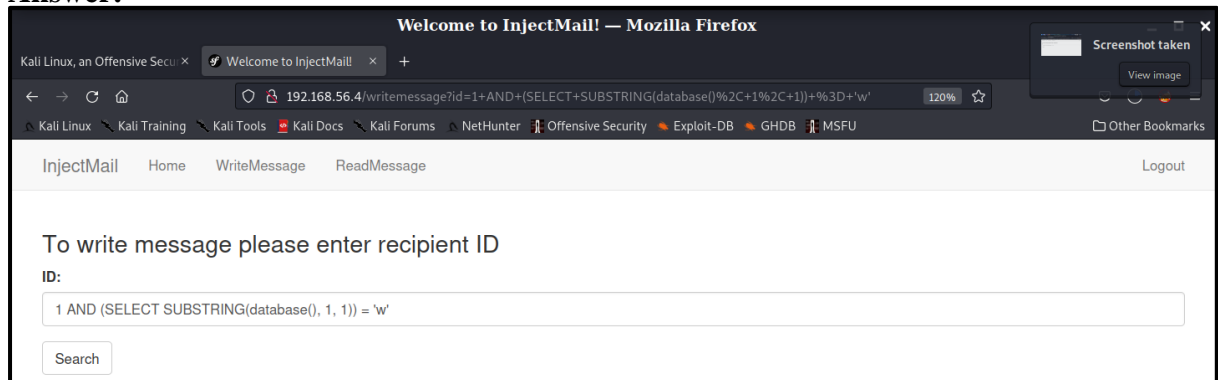 Answer:
Welcome to InjectMail! — Mozilla Firefox
Screenshot taken
View image
Kali Linux, an Offensive Secu
Welcome to InjectMail!
192.168.56.4/writemessage?id=1+AND+(SELECT+SUBSTRING(database()%2C+1%2C+1))+%3D+'w'
120%
Kali Linux Kali Training Kali Tools Kali Docs Kali Forums NetHunter Offensive Security Exploit-DB GHDB MSFU Other Bookmarks
InjectMail Home WriteMessage ReadMessage Logout
To write message please enter recipient ID
ID:
1 AND (SELECT SUBSTRING(database(), 1, 1)) = 'w'
Search